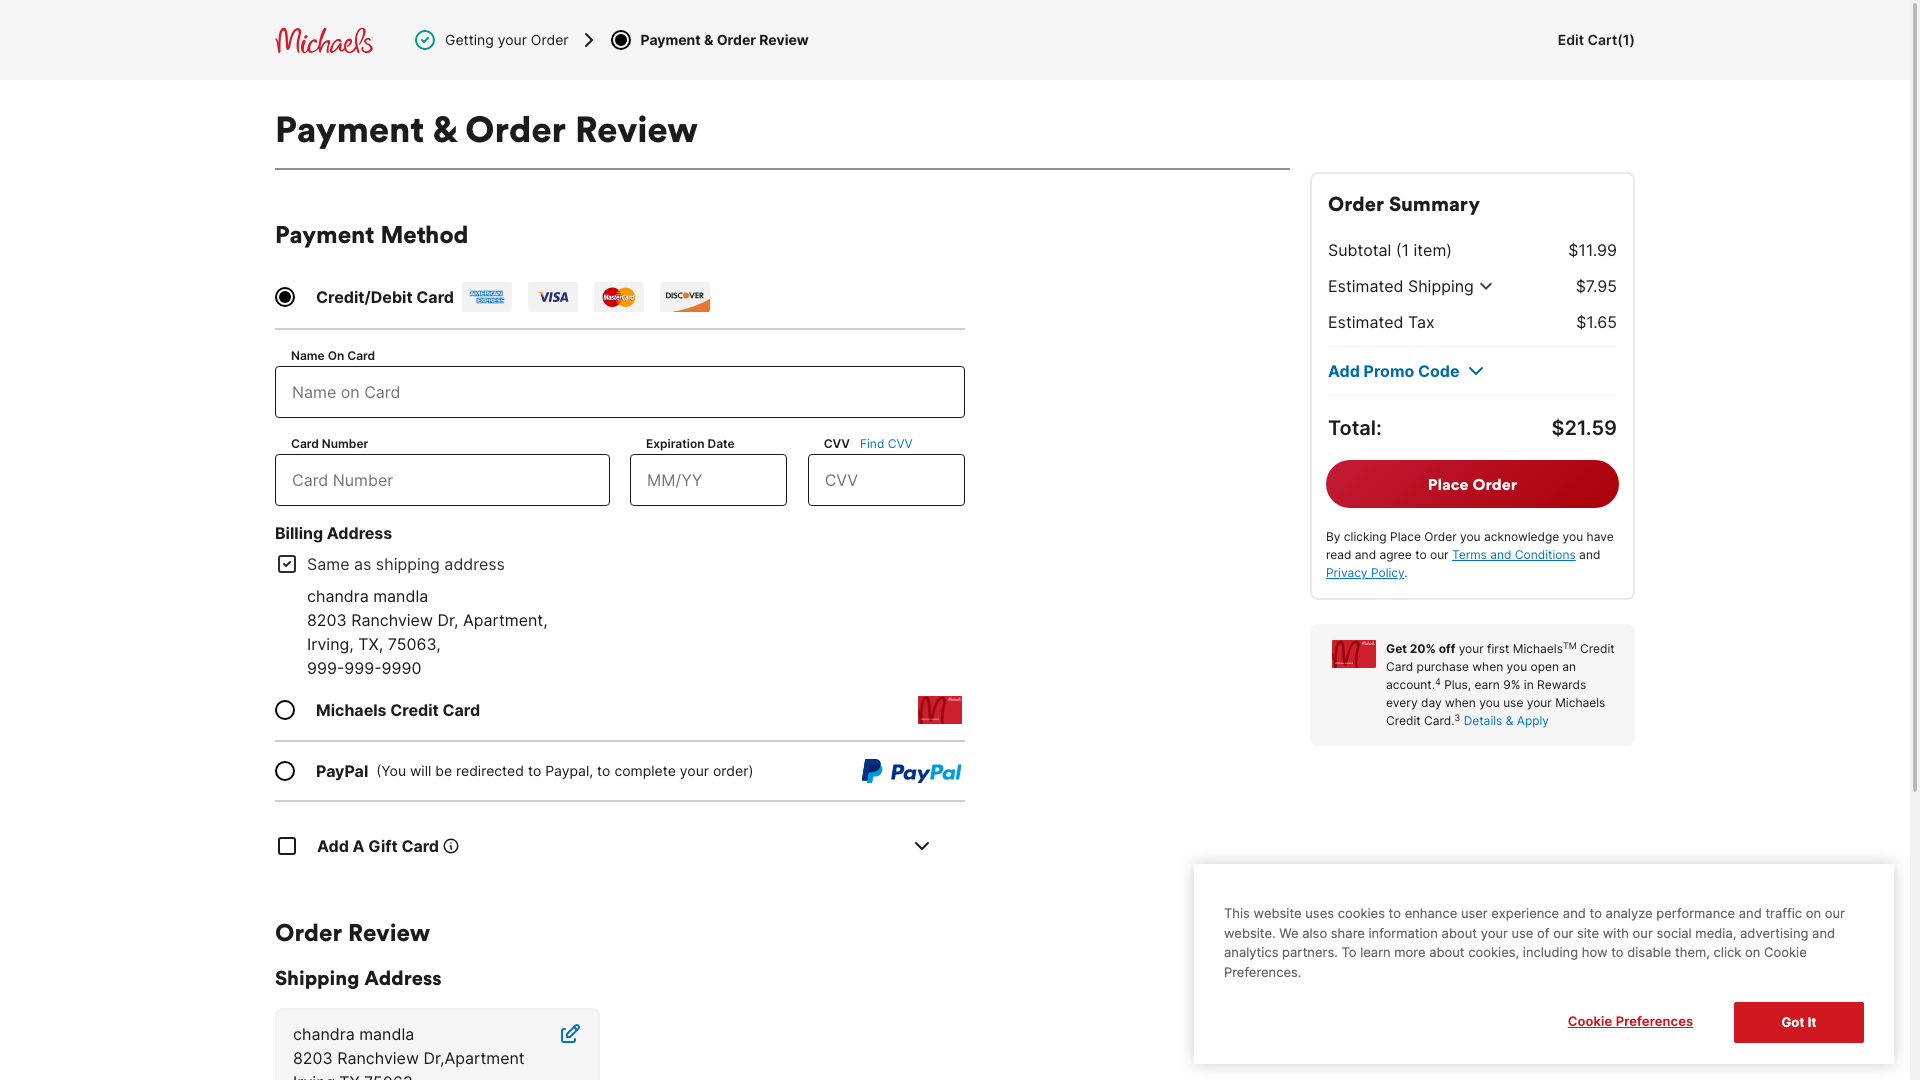 Michaels
Getting your Order
Payment & Order Review
Edit Cart(1)
Payment & Order Review
Payment Method
Credit/Debit Card
AMERICAN EXPRESS
VISA
MasterCard
DISCOVER
Name On Card
Name on Card
Card Number
Expiration Date
CVV Find CVV
Card Number
MM/YY
CVV
Billing Address
Same as shipping address
chandra mandla
8203 Ranchview Dr, Apartment,
Irving, TX, 75063,
999-999-9990
Michaels Credit Card
PayPal (You will be redirected to Paypal, to complete your order)
PayPal
Add A Gift Card
Order Review
Shipping Address
chandra mandla
8203 Ranchview Dr,Apartment
Irving TX 75063
Order Summary
Subtotal (1 item) $11.99
Estimated Shipping $7.95
Estimated Tax $1.65
Add Promo Code
Total: $21.59
Place Order
By clicking Place Order you acknowledge you have
read and agree to our Terms and Conditions and
Privacy Policy.
Get 20% off your first Michaels™ Credit
Card purchase when you open an
account.⁴ Plus, earn 9% in Rewards
every day when you use your Michaels
Credit Card.³ Details & Apply
This website uses cookies to enhance user experience and to analyze performance and traffic on our
website. We also share information about your use of our site with our social media, advertising and
analytics partners. To learn more about cookies, including how to disable them, click on Cookie
Preferences.
Cookie Preferences
Got It